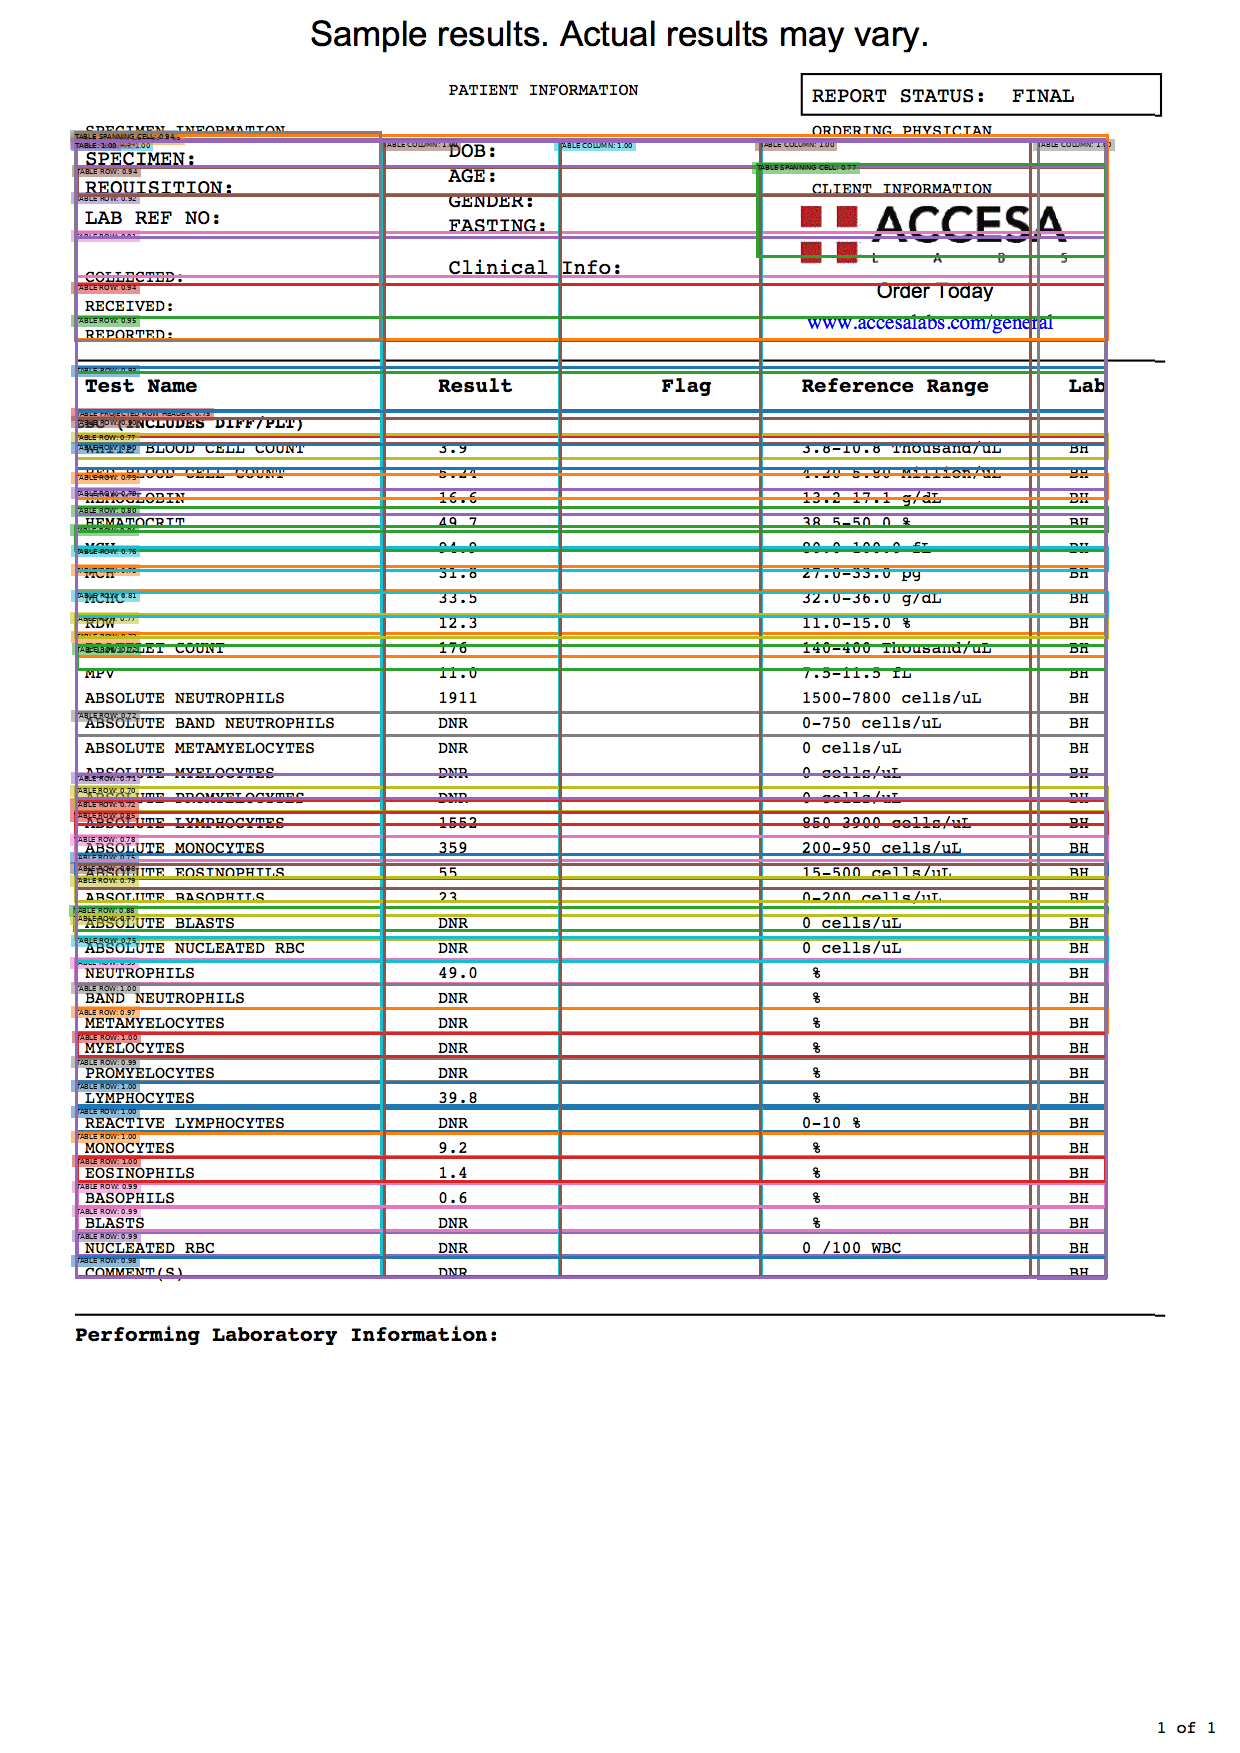 Sample results. Actual results may vary.
PATIENT INFORMATION
REPORT STATUS: FINAL
SPECIMEN INFORMATION
ORDERING PHYSICIAN
SPECIMEN:
DOB:
REQUISITION:
AGE:
CLIENT INFORMATION
GENDER:
LAB REF NO:
FASTING:
ACCESA
L A B S
COLLECTED:
Clinical Info:
Order Today
RECEIVED:
www.accesalabs.com/general
REPORTED:
Test Name Result Flag Reference Range Lab
(INCLUDES DIFF/PLT)
WHITE BLOOD CELL COUNT 3.9 3.8-10.8 Thousand/uL BH
RED BLOOD CELL COUNT 5.24 4.20-5.80 Million/uL BH
HEMOGLOBIN 16.6 13.2-17.1 g/dL BH
HEMATOCRIT 49.7 38.5-50.0 % BH
MCV 94.9 80.0-100.0 fL BH
MCH 31.8 27.0-33.0 pg BH
MCHC 33.5 32.0-36.0 g/dL BH
RDW 12.3 11.0-15.0 % BH
PLATELET COUNT 176 140-400 Thousand/uL BH
MPV 11.0 7.5-11.5 fL BH
ABSOLUTE NEUTROPHILS 1911 1500-7800 cells/uL BH
ABSOLUTE BAND NEUTROPHILS DNR 0-750 cells/uL BH
ABSOLUTE METAMYELOCYTES DNR 0 cells/uL BH
ABSOLUTE MYELOCYTES DNR 0 cells/uL BH
ABSOLUTE PROMYELOCYTES DNR 0 cells/uL BH
ABSOLUTE LYMPHOCYTES 1552 850-3900 cells/uL BH
ABSOLUTE MONOCYTES 359 200-950 cells/uL BH
ABSOLUTE EOSINOPHILS 55 15-500 cells/uL BH
ABSOLUTE BASOPHILS 23 0-200 cells/uL BH
ABSOLUTE BLASTS DNR 0 cells/uL BH
ABSOLUTE NUCLEATED RBC DNR 0 cells/uL BH
NEUTROPHILS 49.0 % BH
BAND NEUTROPHILS DNR % BH
METAMYELOCYTES DNR % BH
MYELOCYTES DNR % BH
PROMYELOCYTES DNR % BH
LYMPHOCYTES 39.8 % BH
REACTIVE LYMPHOCYTES DNR 0-10 % BH
MONOCYTES 9.2 % BH
EOSINOPHILS 1.4 % BH
BASOPHILS 0.6 % BH
BLASTS DNR % BH
NUCLEATED RBC DNR 0 /100 WBC BH
COMMENT(S) DNR BH
Performing Laboratory Information:
1 of 1